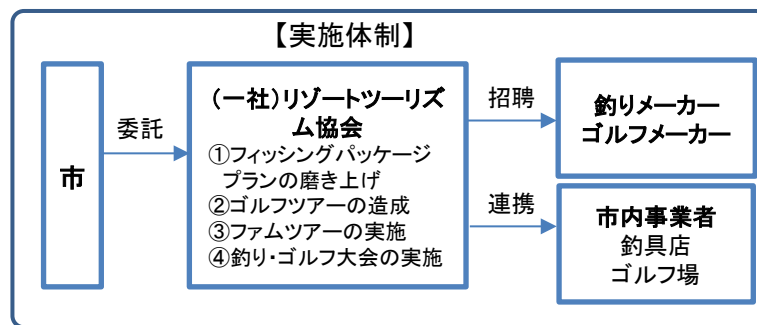 【実施体制】
市
委託
(一社)リゾートツーリズ
ム協会
①フィッシングパッケージ
プランの磨き上げ
②ゴルフツアーの造成
③ファムツアーの実施
④釣り・ゴルフ大会の実施
招聘
釣りメーカー
ゴルフメーカー
連携
市内事業者
釣具店
ゴルフ場